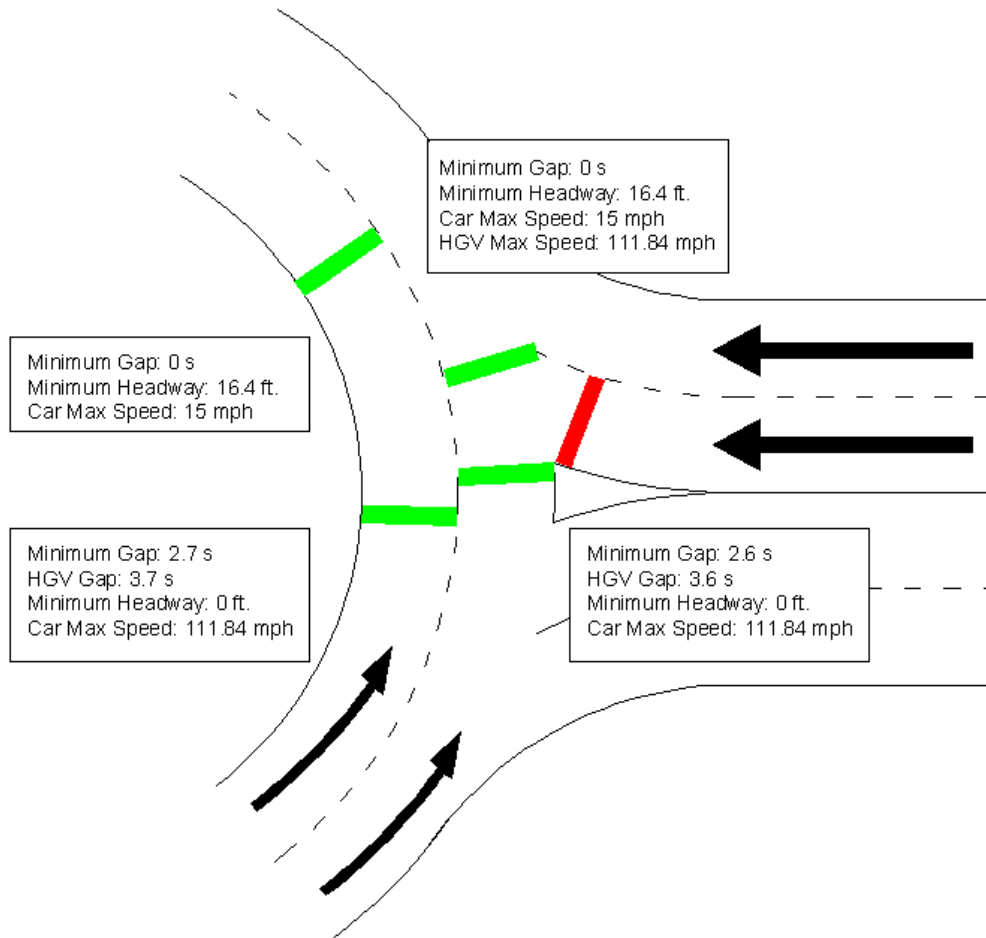 Minimum Gap: 0 s
Minimum Headway: 16.4 ft.
Car Max Speed: 15 mph
HGV Max Speed: 111.84 mph
Minimum Gap: 0 s
Minimum Headway: 16.4 ft.
Car Max Speed: 15 mph
Minimum Gap: 2.7 s
HGV Gap: 3.7 s
Minimum Headway: 0 ft.
Car Max Speed: 111.84 mph
Minimum Gap: 2.6 s
HGV Gap: 3.6 s
Minimum Headway: 0 ft.
Car Max Speed: 111.84 mph